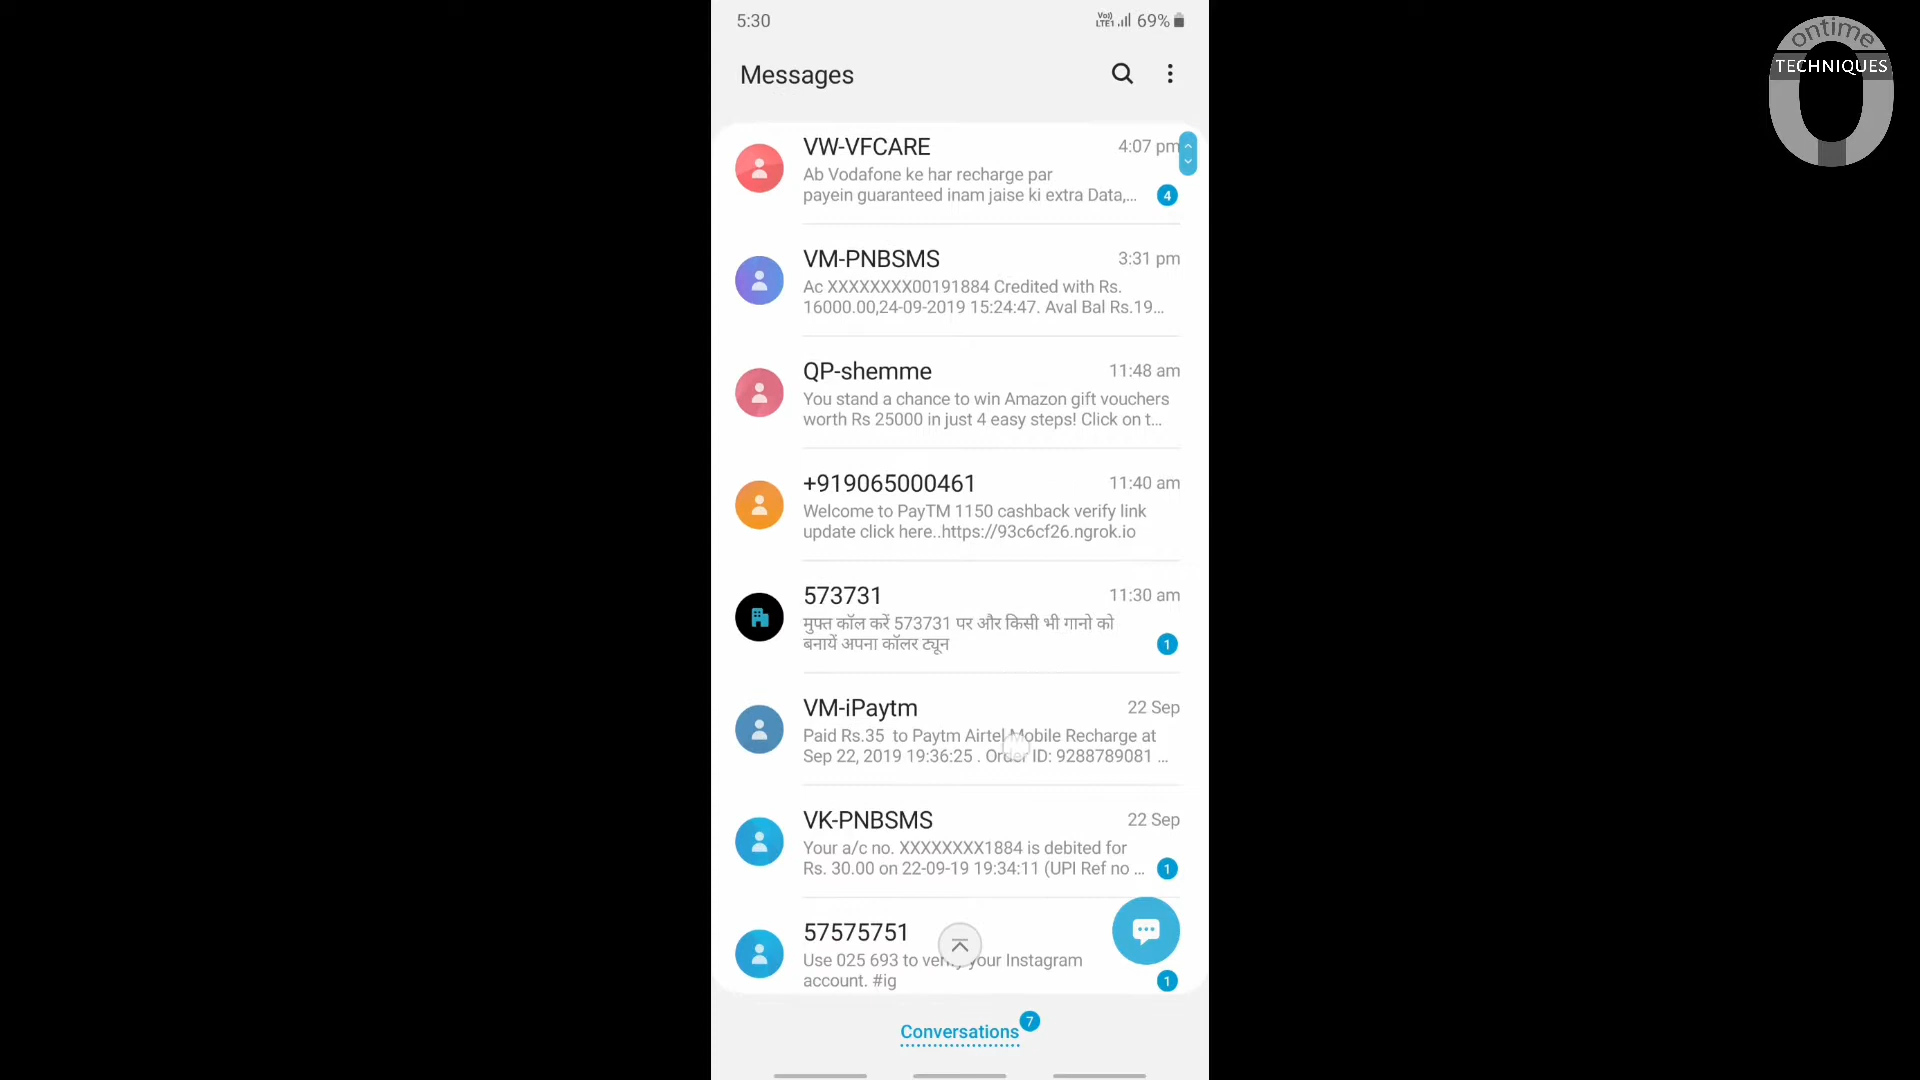 5:30
Vo)) LTE1 69%
ontime
TECHNIQUES
Messages
VW-VFCARE 4:07 pm
Ab Vodafone ke har recharge par
payein guaranteed inam jaise ki extra Data,... 4
VM-PNBSMS 3:31 pm
Ac XXXXXXXX00191884 Credited with Rs.
16000.00,24-09-2019 15:24:47. Aval Bal Rs.19...
QP-shemme 11:48 am
You stand a chance to win Amazon gift vouchers
worth Rs 25000 in just 4 easy steps! Click on t...
+919065000461 11:40 am
Welcome to PayTM 1150 cashback verify link
update click here..https://93c6cf26.ngrok.io
573731 11:30 am
मुफ्त कॉल करें 573731 पर और किसी भी गानो को
बनायें अपना कॉलर ट्यून 1
VM-iPaytm 22 Sep
Paid Rs.35 to Paytm Airtel Mobile Recharge at
Sep 22, 2019 19:36:25 . Order ID: 9288789081 ...
VK-PNBSMS 22 Sep
Your a/c no. XXXXXXXX1884 is debited for
Rs. 30.00 on 22-09-19 19:34:11 (UPI Ref no ... 1
57575751
Use 025 693 to verify your Instagram
account. #ig 1
Conversations 7